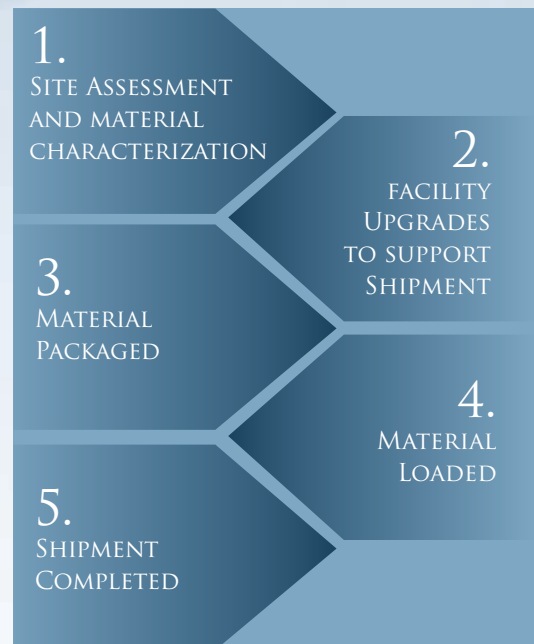 1.
Site Assessment
and material
characterization
2.
facility
Upgrades
to support
Shipment
3.
Material
Packaged
4.
Material
Loaded
5.
Shipment
Completed